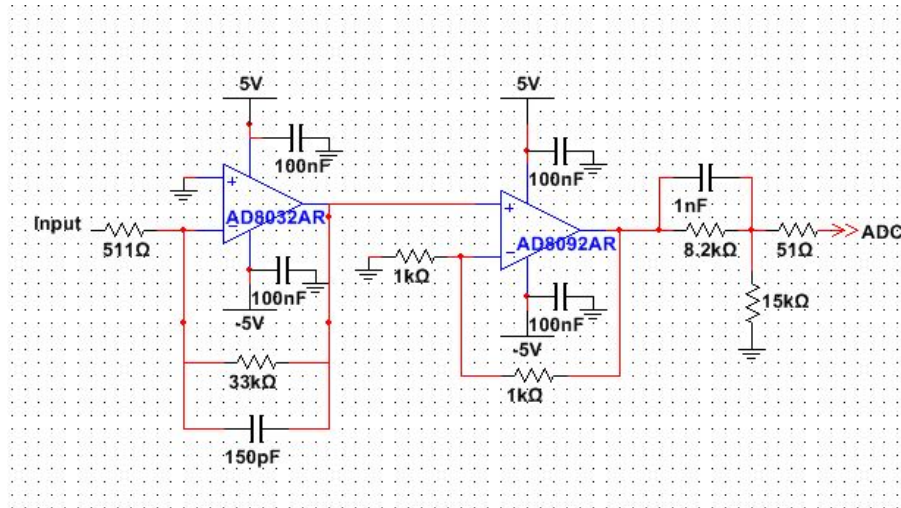 5V
5V
100nF
100nF
+
+
1nF
Input
AD8032AR
ADC
511Ω
AD8092AR
8.2kΩ
51Ω
1kΩ
100nF
100nF
15kΩ
-5V
-5V
33kΩ
1kΩ
150pF